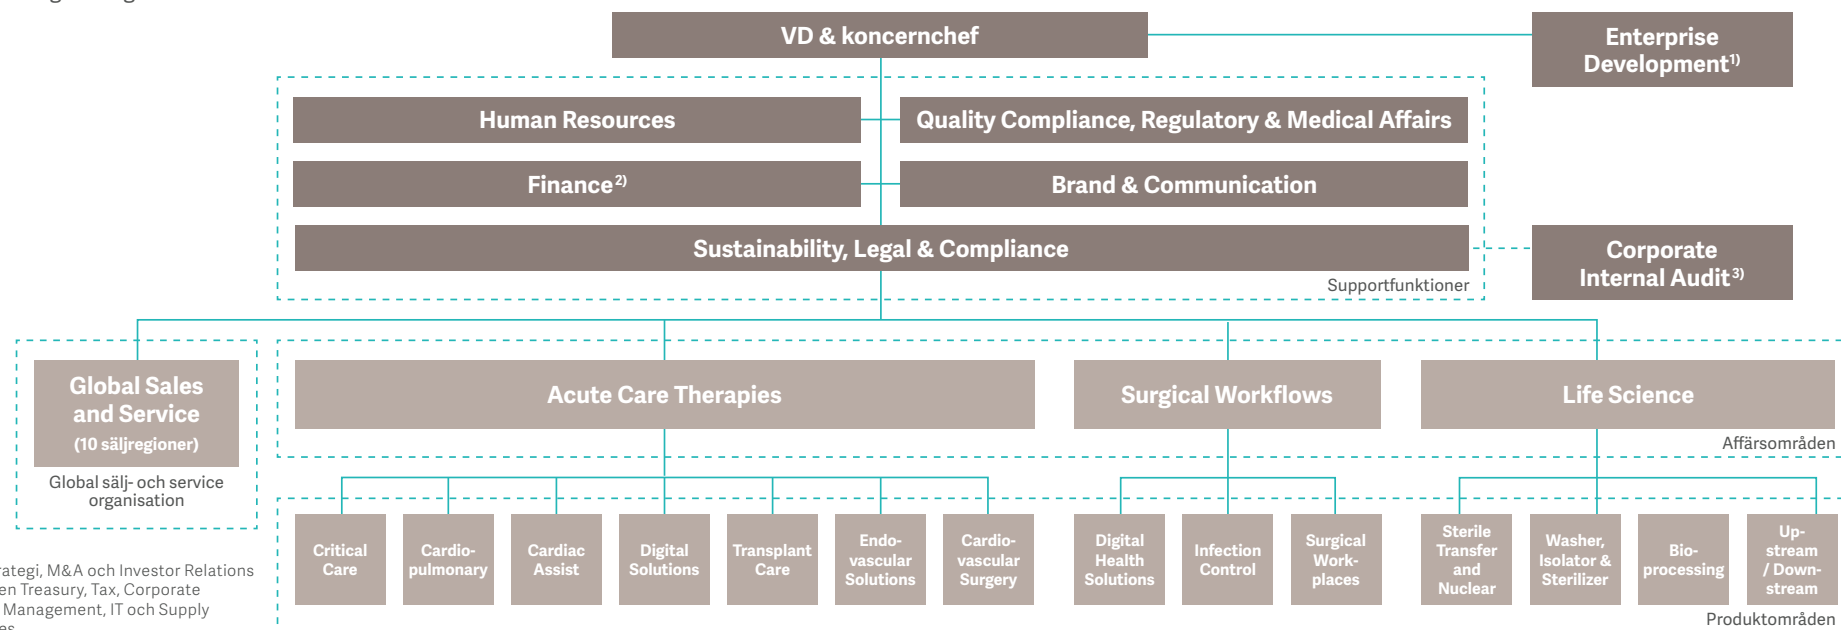 VD & koncernchef
Enterprise
Development¹⁾
Human Resources
Quality Compliance, Regulatory & Medical Affairs
Finance²⁾
Brand & Communication
Sustainability, Legal & Compliance
Corporate
Internal Audit³⁾
Supportfunktioner
Global Sales
and Service
(10 säljregioner)
Global sälj- och service
organisation
Acute Care Therapies
Surgical Workflows
Life Science
Affärsområden
Critical
Care
Cardio-
pulmonary
Cardiac
Assist
Digital
Solutions
Transplant
Care
Endo-
vascular
Solutions
Cardio-
vascular
Surgery
Digital
Health
Solutions
Infection
Control
Surgical
Work-
places
Sterile
Transfer
and
Nuclear
Washer,
Isolator &
Sterilizer
Bio-
processing
Up-
stream
/ Down-
stream
Produktområden
M&A och Investor Relations
Treasury, Tax, Corporate
Management, IT och Supply